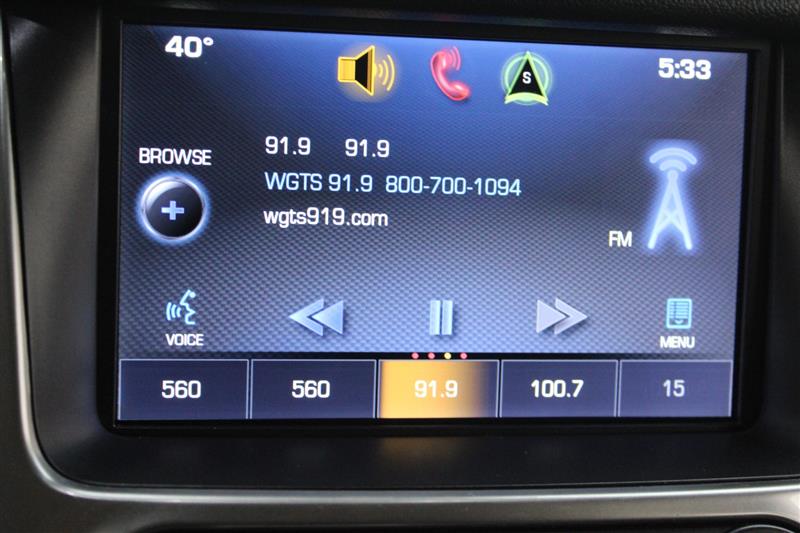 40°
S
5:33
BROWSE
91.9 91.9
WGTS 91.9 800-700-1094
wgts919.com
FM
VOICE
MENU
560 560 91.9 100.7 15